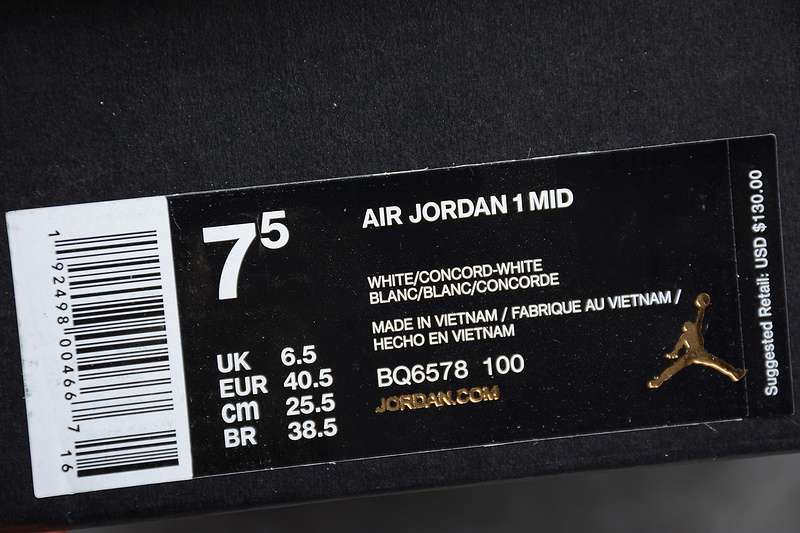 1 92498 00466 7 16
7⁵
UK 6.5
EUR 40.5
cm 25.5
BR 38.5
AIR JORDAN 1 MID
WHITE/CONCORD-WHITE
BLANC/BLANC/CONCORDE
MADE IN VIETNAM / FABRIQUE AU VIETNAM /
HECHO EN VIETNAM
BQ6578 100
JORDAN.COM
Suggested Retail: USD $130.00